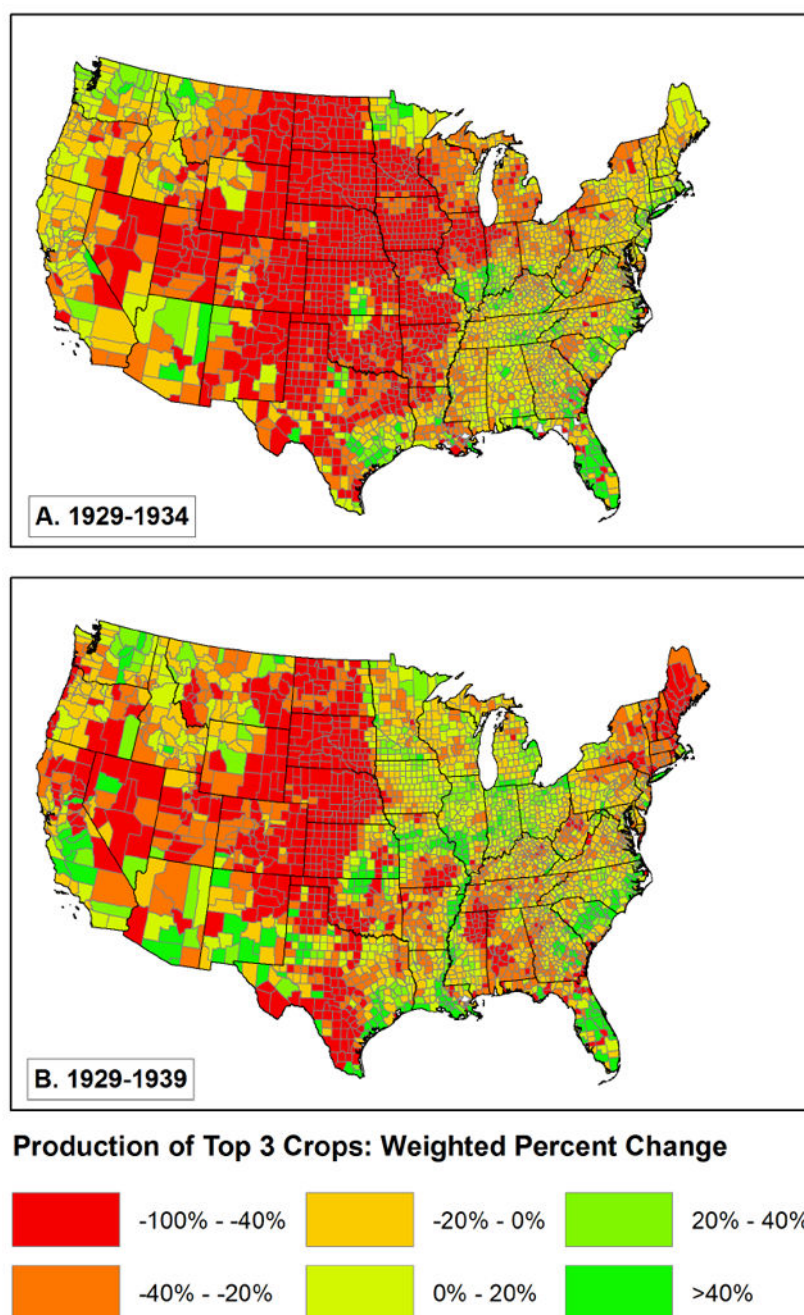 A. 1929-1934
B. 1929-1939
Production of Top 3 Crops: Weighted Percent Change
-100% - -40%
-20% - 0%
20% - 40%
-40% - -20%
0% - 20%
>40%